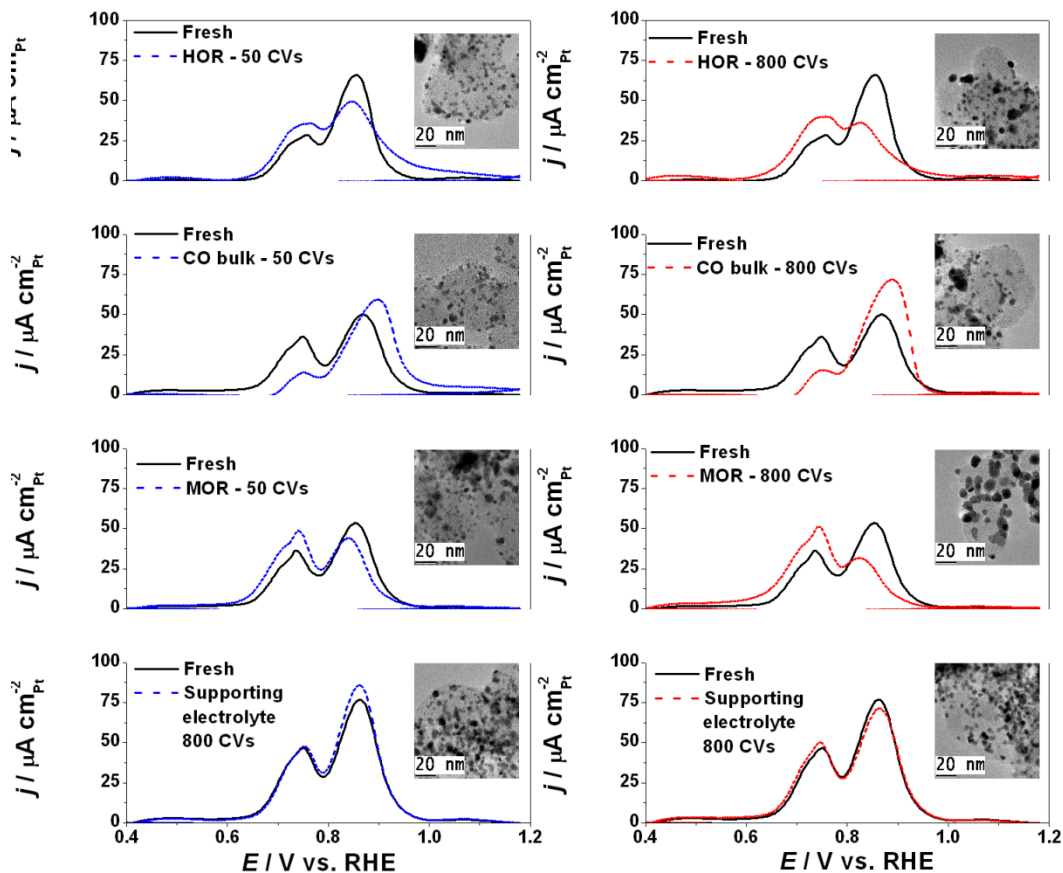 100
75
50
25
0
j / µA cm⁻²Pt
Fresh
HOR - 50 CVs
20 nm
100
75
50
25
0
j / µA cm⁻²Pt
Fresh
HOR - 800 CVs
20 nm
100
75
50
25
0
j / µA cm⁻²Pt
Fresh
CO bulk - 50 CVs
20 nm
100
75
50
25
0
j / µA cm⁻²Pt
Fresh
CO bulk - 800 CVs
20 nm
100
75
50
25
0
j / µA cm⁻²Pt
Fresh
MOR - 50 CVs
20 nm
100
75
50
25
0
j / µA cm⁻²Pt
Fresh
MOR - 800 CVs
20 nm
100
75
50
25
0
j / µA cm⁻²Pt
Fresh
Supporting
electrolyte
800 CVs
20 nm
0.4 0.6 0.8 1.0 1.2
E / V vs. RHE
100
75
50
25
0
j / µA cm⁻²Pt
Fresh
Supporting
electrolyte
800 CVs
20 nm
0.4 0.6 0.8 1.0 1.2
E / V vs. RHE